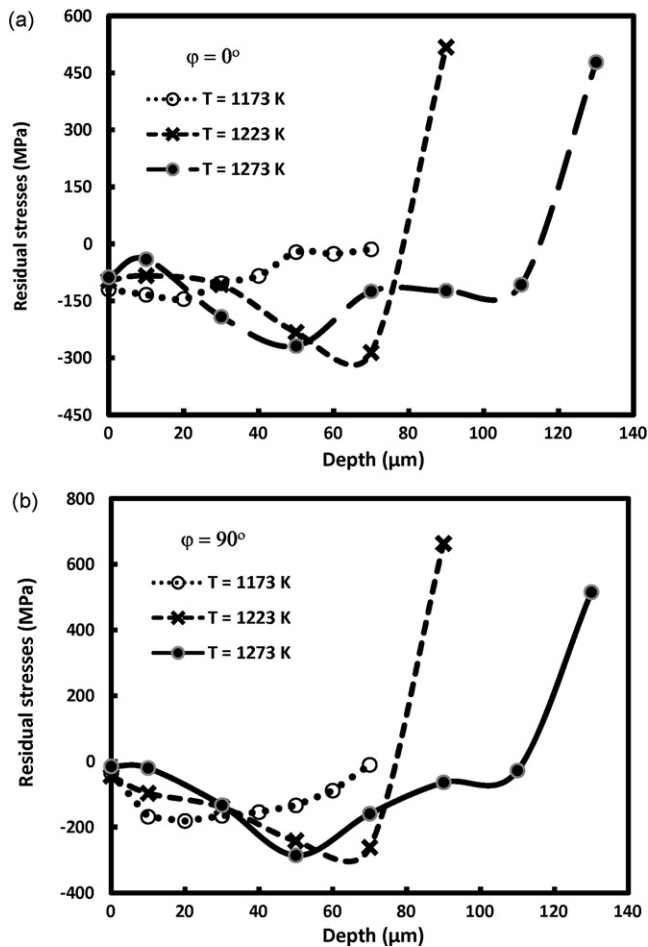 (a)
600
450
300
150
0
-150
-300
-450
Residual stresses (MPa)
φ = 0°
T = 1173 K
T = 1223 K
T = 1273 K
0 20 40 60 80 100 120 140
Depth (μm)
(b)
800
600
400
200
0
-200
-400
Residual stresses (MPa)
φ = 90°
T = 1173 K
T = 1223 K
T = 1273 K
0 20 40 60 80 100 120 140
Depth (μm)